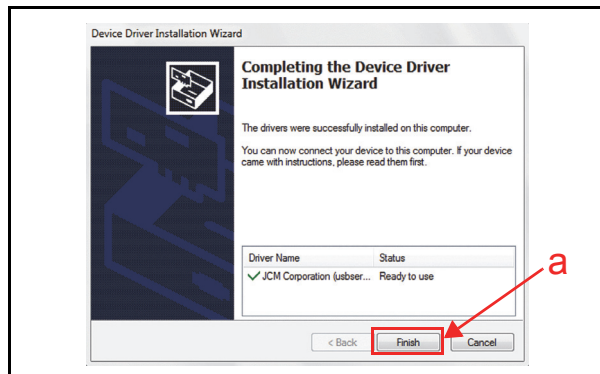 Device Driver Installation Wizard
Completing the Device Driver
Installation Wizard
The drivers were successfully installed on this computer.
You can now connect your device to this computer. If your device
came with instructions, please read them first.
Driver Name Status
JCM Corporation (usbser... Ready to use
a
< Back Finish Cancel